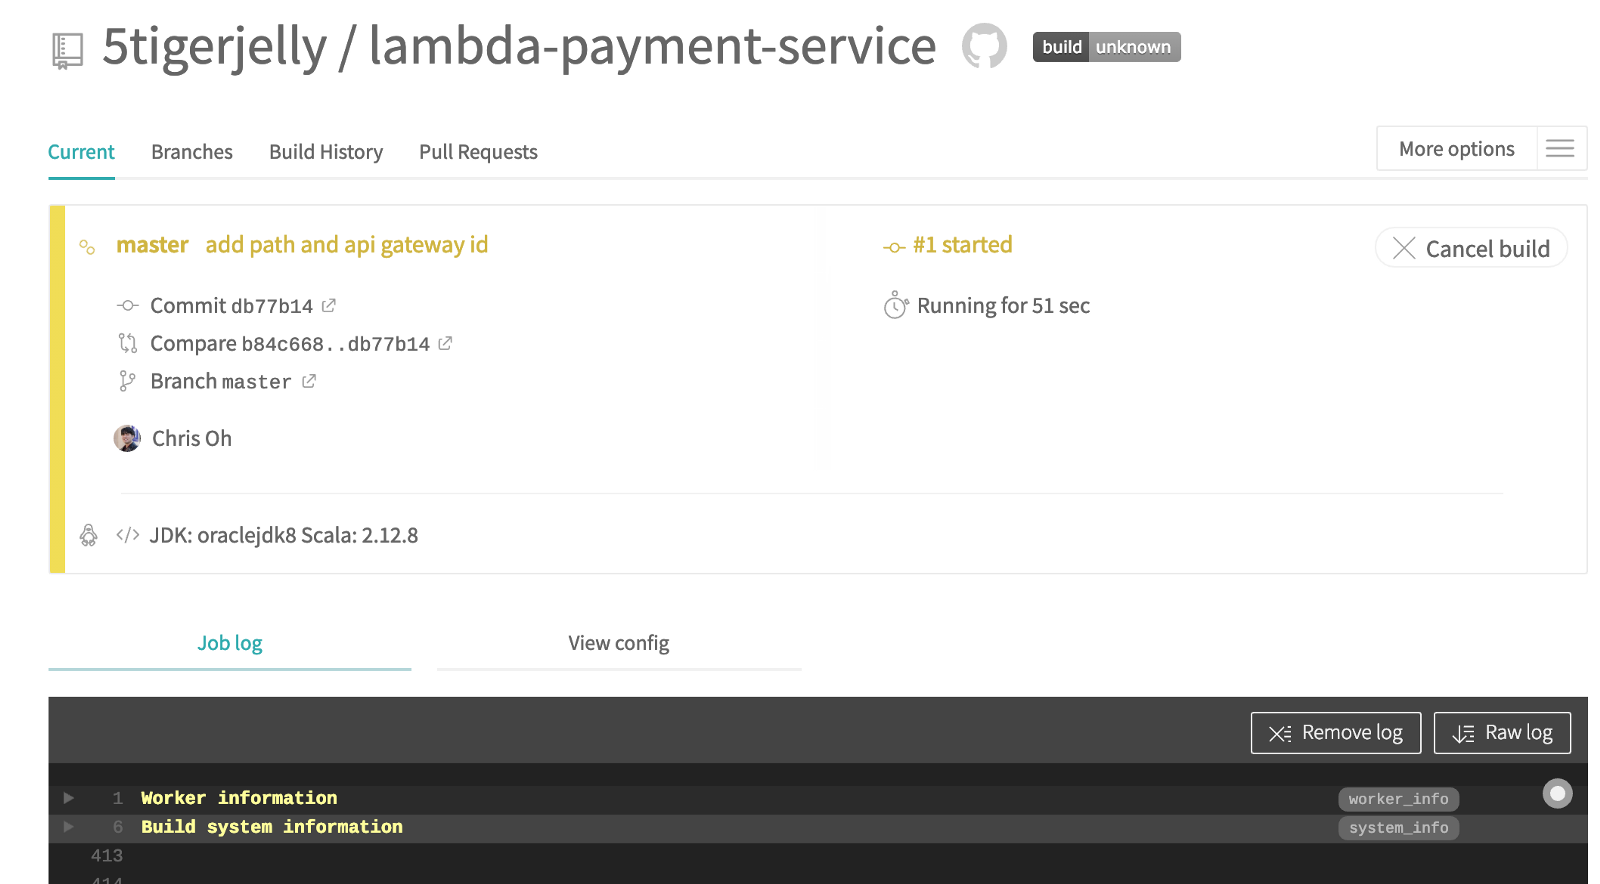 5tigerjelly / lambda-payment-service
build unknown
Current Branches Build History Pull Requests
More options
master add path and api gateway id
#1 started
Cancel build
Commit db77b14
Running for 51 sec
Compare b84c668..db77b14
Branch master
Chris Oh
</> JDK: oraclejdk8 Scala: 2.12.8
Job log View config
Remove log Raw log
1 Worker information worker_info
6 Build system information system_info
413
414